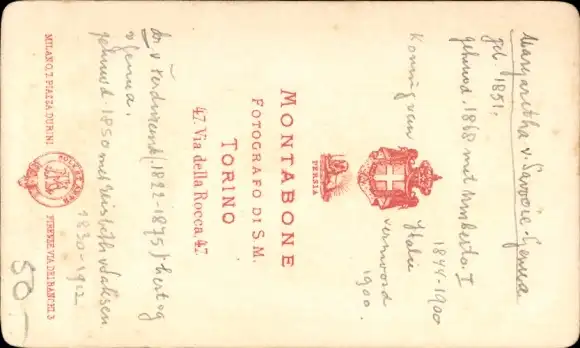 Margaretha v. Savoie-Genua
geb. 1851.
gehuwd. 1868 met Umberto I
1844-1900
Koning van Italie
vermoord
1900.
PERSIA
MONTABONE
FOTOGRAFO DI S.M.
TORINO
47. Via della Rocca. 47.
dr v Ferdinand (1822-1875) hertog
v Genua.
gehuwd. 1850 met Elisabeth v Saksen
1830-1912
MILANO. 7. PIAZZA DURINI
FIRENZE VIA DEI BANCHI. 3
50-